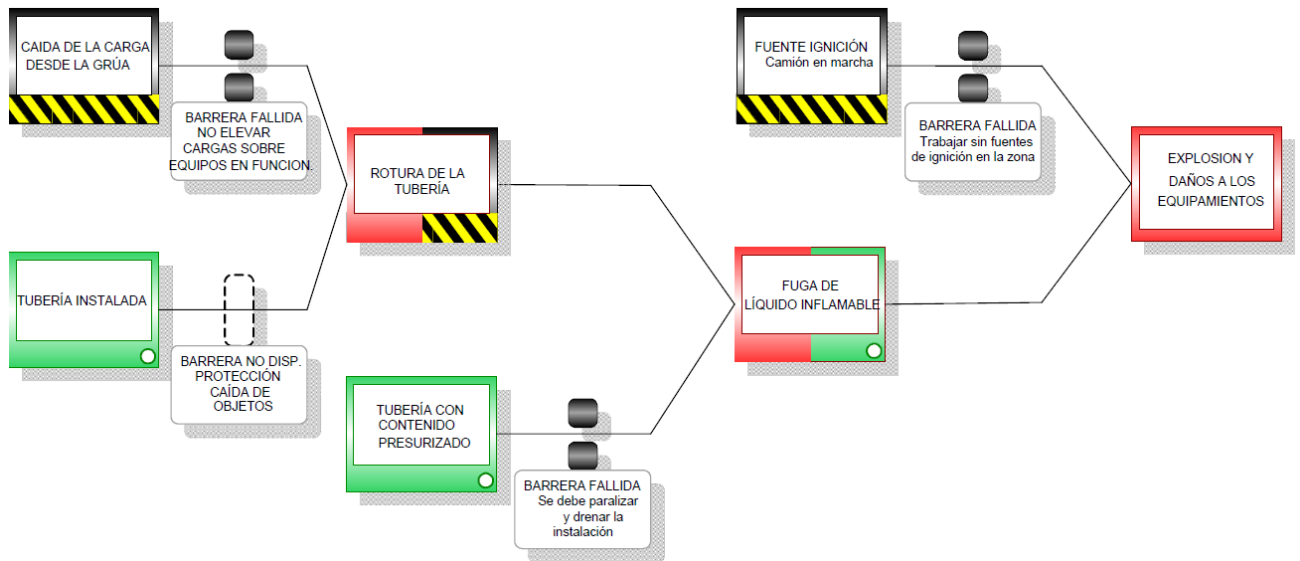 CAIDA DE LA CARGA
DESDE LA GRÚA
BARRERA FALLIDA
NO ELEVAR
CARGAS SOBRE
EQUIPOS EN FUNCION.
TUBERÍA INSTALADA
BARRERA NO DISP.
PROTECCIÓN
CAÍDA DE
OBJETOS
ROTURA DE LA
TUBERÍA
TUBERÍA CON
CONTENIDO
PRESURIZADO
BARRERA FALLIDA
Se debe paralizar
y drenar la
instalación
FUENTE IGNICIÓN
Camión en marcha
BARRERA FALLIDA
Trabajar sin fuentes
de ignición en la zona
FUGA DE
LÍQUIDO INFLAMABLE
EXPLOSION Y
DAÑOS A LOS
EQUIPAMIENTOS